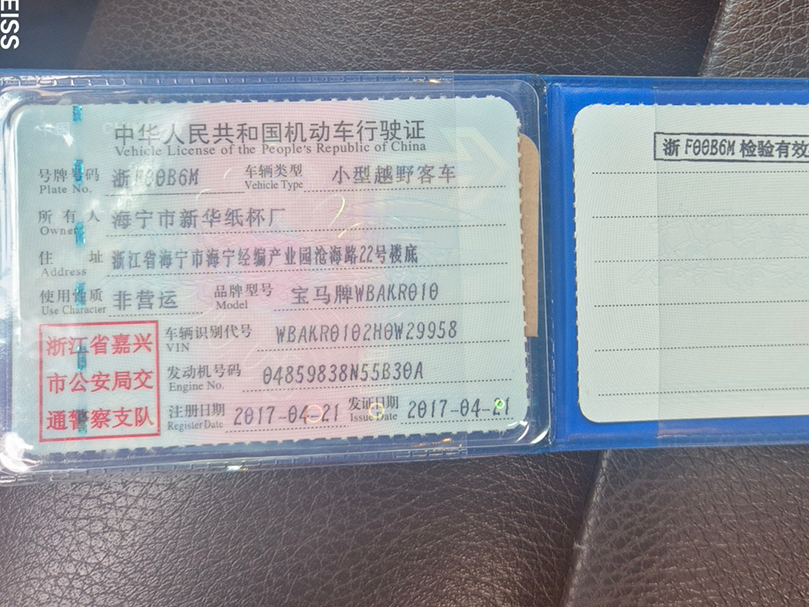 EISS
中华人民共和国机动车行驶证
Vehicle License of the People's Republic of China
号牌号码 浙F00B6M 车辆类型 小型越野客车
Plate No. Vehicle Type
所有人 海宁市新华纸杯厂
Owner
住址 浙江省海宁市海宁经编产业园沧海路22号楼底
Address
使用性质 非营运 品牌型号 宝马牌WBAKR010
Use Character Model
浙江省嘉兴
市公安局交
通警察支队
车辆识别代号 WBAKR0102H0W29958
VIN
发动机号码 04859838N55B30A
Engine No.
注册日期 2017-04-21 发证日期 2017-04-21
Register Date Issue Date
浙F00B6M 检验有效